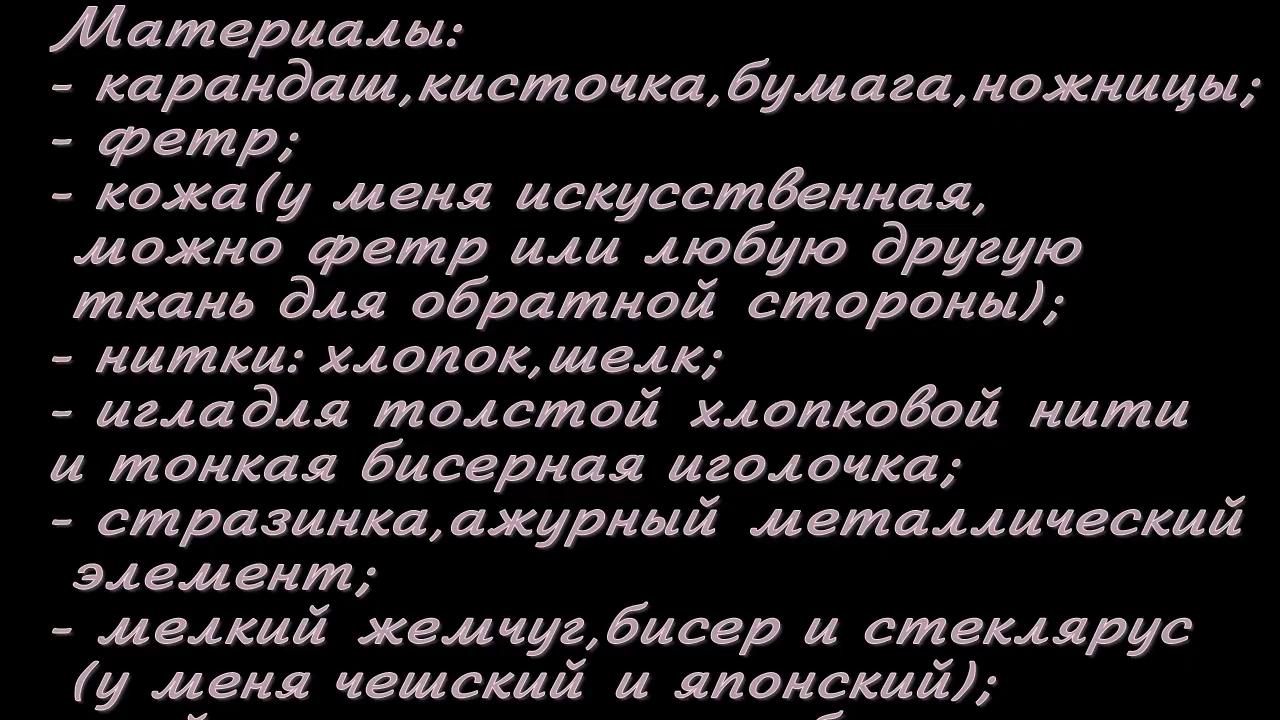 Материалы:
- карандаш,кисточка,бумага,ножницы;
- фетр;
- кожа(у меня искусственная,
можно фетр или любую другую
ткань для обратной стороны);
- нитки: хлопок,шелк;
- игла для толстой хлопковой нити
и тонкая бисерная иголочка;
- стразинка,ажурный металлический
элемент;
- мелкий жемчуг,бисер и стеклярус
(у меня чешский и японский);